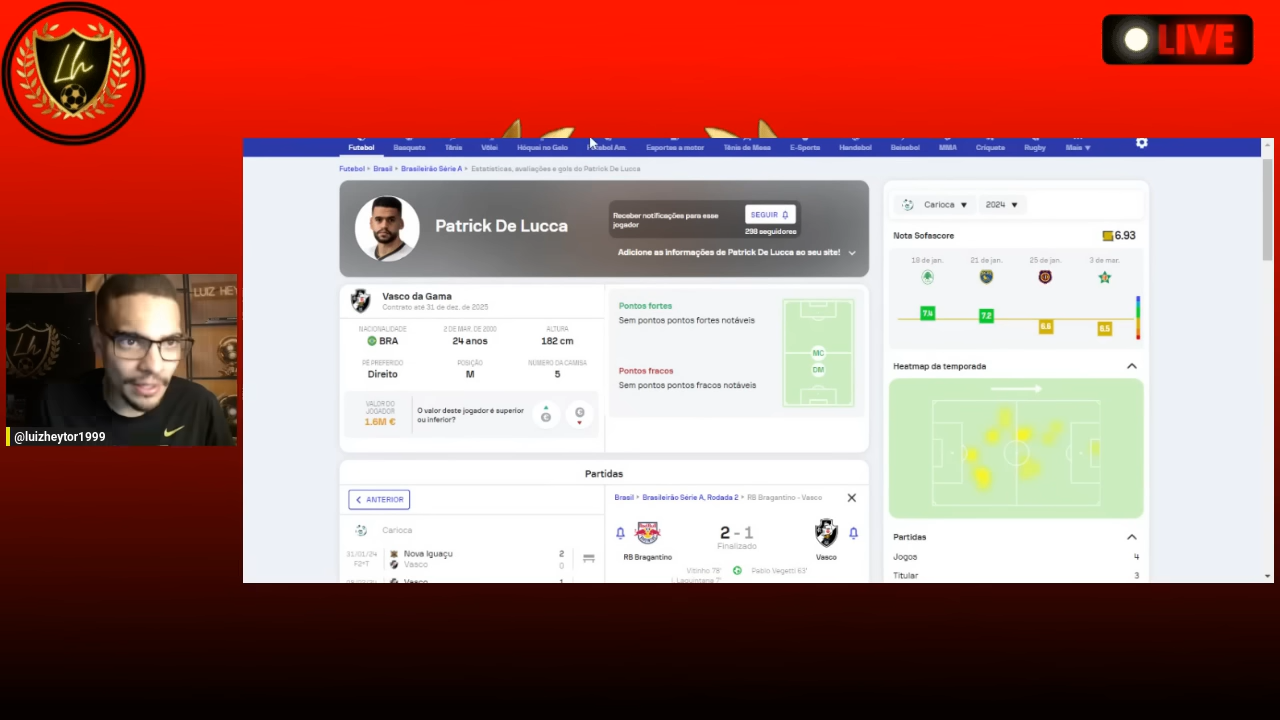 Lh
LIVE
Futebol Basquete Tênis Vôlei Hóquei no Gelo Futebol Am. Esportes a motor Tênis de Mesa E-Sports Handebol Beisebol MMA Críquete Rugby Mais
Futebol > Brasil > Brasileirão Série A > Estatísticas, avaliações e gols do Patrick De Lucca
Patrick De Lucca
Receber notificações para esse jogador
SEGUIR
298 seguidores
Adicione as informações de Patrick De Lucca ao seu site!
Vasco da Gama
Contrato até 31 de dez. de 2025
NACIONALIDADE 2 DE MAR. DE 2000 ALTURA
BRA 24 anos 182 cm
PÉ PREFERIDO POSIÇÃO NÚMERO DA CAMISA
Direito M 5
VALOR DO JOGADOR
1.6M €
O valor deste jogador é superior ou inferior?
Pontos fortes
Sem pontos pontos fortes notáveis
Pontos fracos
Sem pontos pontos fracos notáveis
MC
DM
Partidas
ANTERIOR
Carioca
31/01/24 Nova Iguaçu 2
F2°T Vasco 0
Vasco 1
Brasil > Brasileirão Série A, Rodada 2 > RB Bragantino - Vasco
2 - 1
Finalizado
RB Bragantino Vasco
Vitinho 78' Pablo Vegetti 63'
Carioca 2024
Nota Sofascore 6.93
18 de jan. 21 de jan. 25 de jan. 3 de mar.
7.4 7.2 6.6 6.5
Heatmap da temporada
Partidas
Jogos 4
Titular 3
LUIZ HEY
@luizheytor1999